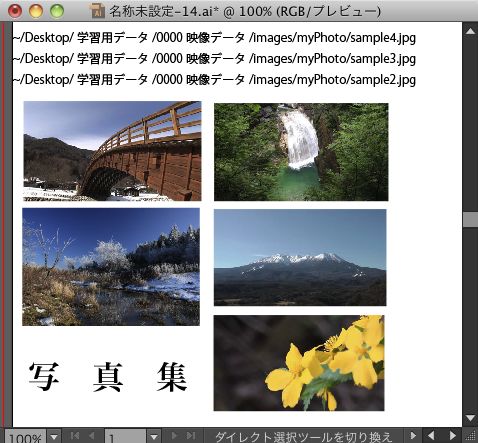 名称未設定-14.ai* @ 100% (RGB/プレビュー)
~/Desktop/ 学習用データ /0000 映像データ /images/myPhoto/sample4.jpg
~/Desktop/ 学習用データ /0000 映像データ /images/myPhoto/sample3.jpg
~/Desktop/ 学習用データ /0000 映像データ /images/myPhoto/sample2.jpg
写 真 集
100% 1 ダイレクト選択ツールを切り換え